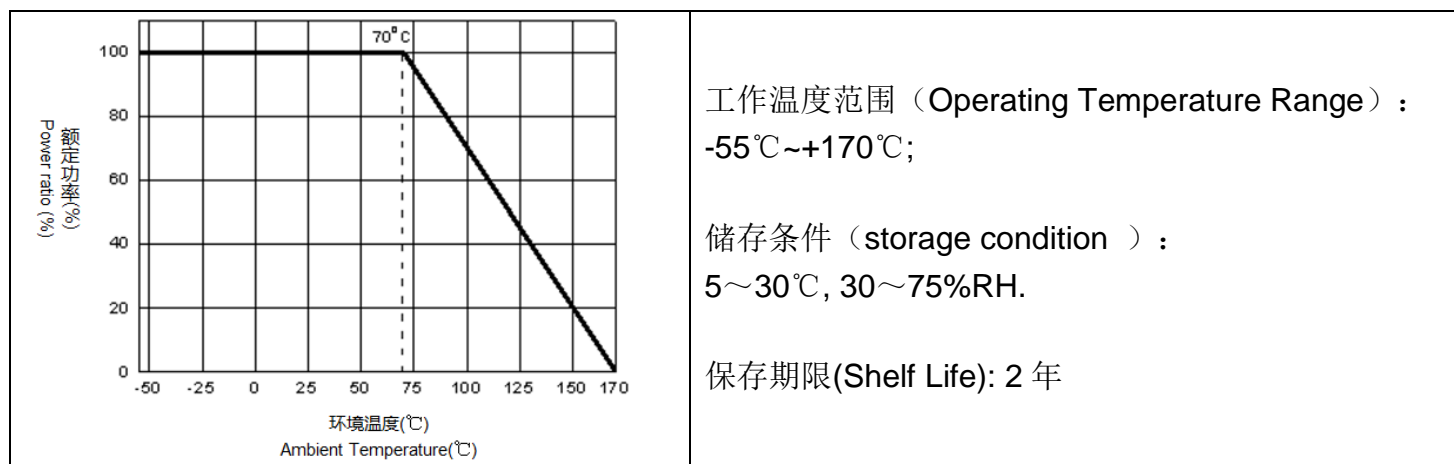 70°C
100
80
60
40
20
0
额定功率(%)
Power ratio (%)
-50 -25 0 25 50 75 100 125 150 170
环境温度(℃)
Ambient Temperature(℃)
工作温度范围（Operating Temperature Range）：
-55℃~+170℃;
储存条件（storage condition ）：
5～30℃, 30～75%RH.
保存期限(Shelf Life): 2 年